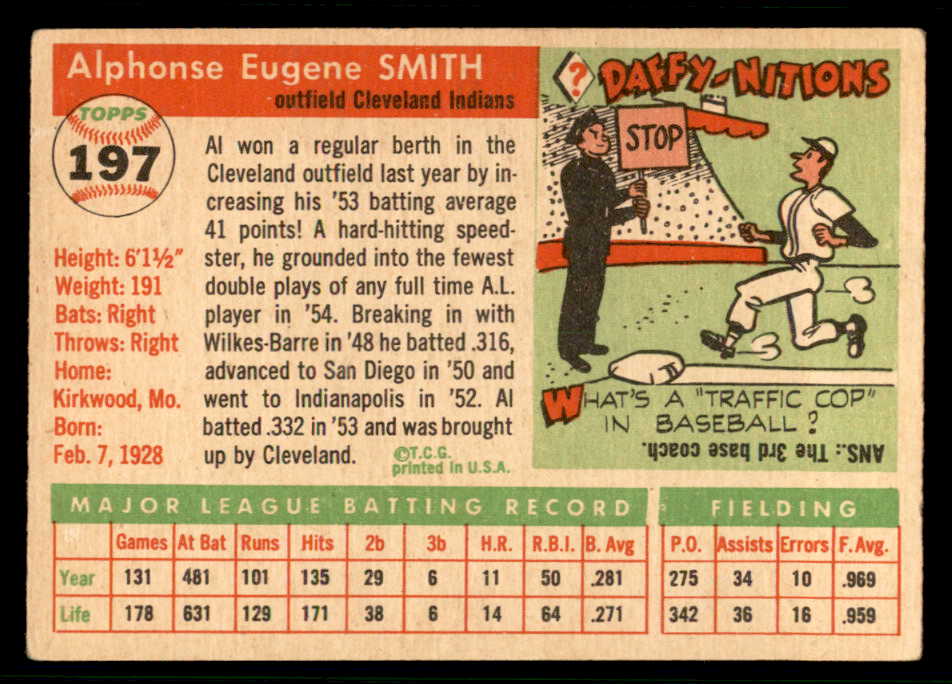 Alphonse Eugene SMITH
outfield Cleveland Indians
TOPPS
197
Height: 6'1½"
Weight: 191
Bats: Right
Throws: Right
Home:
Kirkwood, Mo.
Born:
Feb. 7, 1928
Al won a regular berth in the
Cleveland outfield last year by in-
creasing his '53 batting average
41 points! A hard-hitting speed-
ster, he grounded into the fewest
double plays of any full time A.L.
player in '54. Breaking in with
Wilkes-Barre in '48 he batted .316,
advanced to San Diego in '50 and
went to Indianapolis in '52. Al
batted .332 in '53 and was brought
up by Cleveland.
©T.C.G.
printed in U.S.A.
? DAFFY-NITIONS
STOP
WHAT'S A "TRAFFIC COP"
IN BASEBALL?
ANS.: The 3rd base coach.
MAJOR LEAGUE BATTING RECORD
Games At Bat Runs Hits 2b 3b H.R. R.B.I. B. Avg
Year 131 481 101 135 29 6 11 50 .281
Life 178 631 129 171 38 6 14 64 .271
FIELDING
P.O. Assists Errors F. Avg.
275 34 10 .969
342 36 16 .959